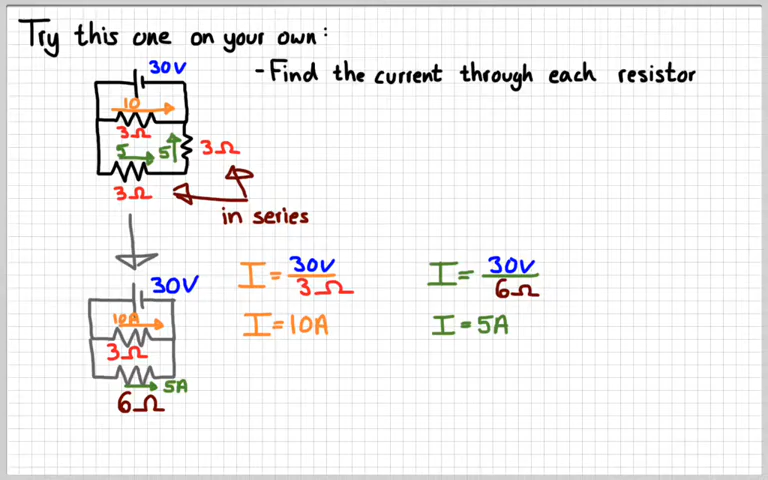 Try this one on your own:
30V
- Find the current through each resistor
10
3Ω
5 5 3Ω
3Ω
in series
30V
I = 30V / 3Ω
I = 30V / 6Ω
10A
I = 10A
I = 5A
3Ω
5A
6Ω